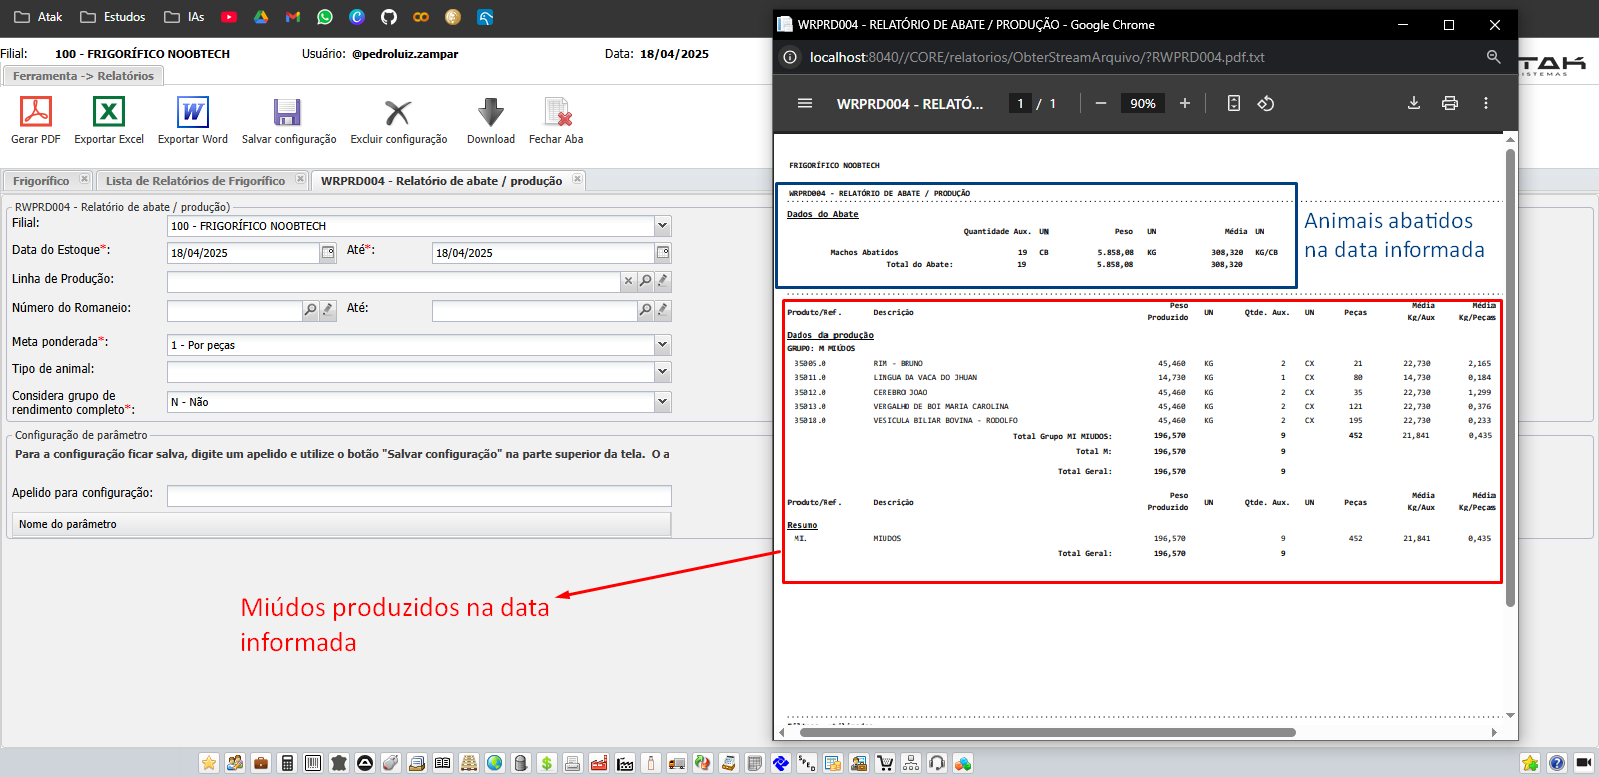 Atak Estudos IAs
Filial: 100 - FRIGORÍFICO NOOBTECH Usuário: @pedroluiz.zampar Data: 18/04/2025
Ferramenta -> Relatórios
Gerar PDF Exportar Excel Exportar Word Salvar configuração Excluir configuração Download Fechar Aba
Frigorífico Lista de Relatórios de Frigorífico WRPRD004 - Relatório de abate / produção
RWPRD004 - Relatório de abate / produção)
Filial: 100 - FRIGORÍFICO NOOBTECH
Data do Estoque*: 18/04/2025 Até*: 18/04/2025
Linha de Produção:
Número do Romaneio: Até:
Meta ponderada*: 1 - Por peças
Tipo de animal:
Considera grupo de
rendimento completo*: N - Não
Configuração de parâmetro
Para a configuração ficar salva, digite um apelido e utilize o botão "Salvar configuração" na parte superior da tela. O a
Apelido para configuração:
Nome do parâmetro
Miúdos produzidos na data
informada
WRPRD004 - RELATÓRIO DE ABATE / PRODUÇÃO - Google Chrome
localhost:8040//CORE/relatorios/ObterStreamArquivo/?RWPRD004.pdf.txt
TAK
ISTEMAS
WRPRD004 - RELATÓ... 1 / 1 90%
FRIGORÍFICO NOOBTECH
WRPRD004 - RELATÓRIO DE ABATE / PRODUÇÃO
Dados do Abate
Quantidade Aux. UN Peso UN Média UN
Machos Abatidos 19 CB 5.858,08 KG 308,320 KG/CB
Total do Abate: 19 5.858,08 308,320
Animais abatidos
na data informada
Peso Média Média
Produto/Ref. Descrição Produzido UN Qtde. Aux. UN Peças Kg/Aux Kg/Peças
Dados da produção
GRUPO: M MIÚDOS
35005.0 RIM - BRUNO 45,460 KG 2 CX 21 22,730 2,165
35011.0 LINGUA DA VACA DO JHUAN 14,730 KG 1 CX 80 14,730 0,184
35012.0 CEREBRO JOAO 45,460 KG 2 CX 35 22,730 1,299
35013.0 VERGALHO DE BOI MARIA CAROLINA 45,460 KG 2 CX 121 22,730 0,376
35018.0 VESICULA BILIAR BOVINA - RODOLFO 45,460 KG 2 CX 195 22,730 0,233
Total Grupo MI MIUDOS: 196,570 9 452 21,841 0,435
Total M: 196,570 9
Total Geral: 196,570 9
Peso Média Média
Produto/Ref. Descrição Produzido UN Qtde. Aux. UN Peças Kg/Aux Kg/Peças
Resumo
MI. MIUDOS 196,570 9 452 21,841 0,435
Total Geral: 196,570 9